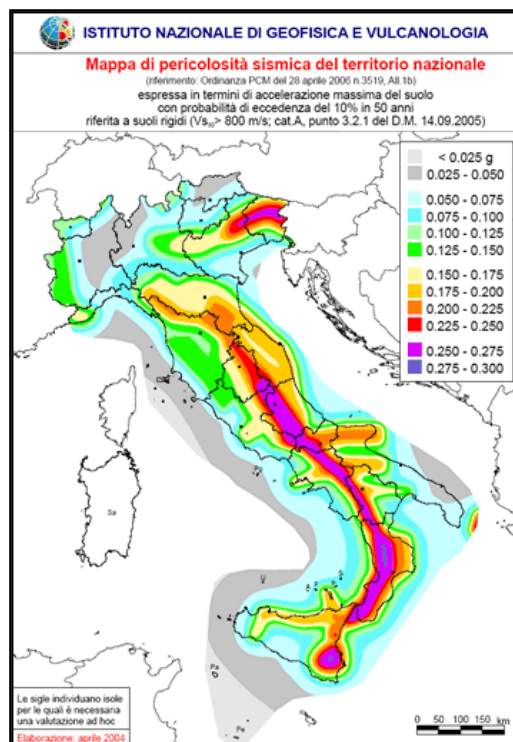 ISTITUTO NAZIONALE DI GEOFISICA E VULCANOLOGIA
Mappa di pericolosità sismica del territorio nazionale
(riferimento: Ordinanza PCM del 28 aprile 2006 n.3519, All.1b)
espressa in termini di accelerazione massima del suolo
con probabilità di eccedenza del 10% in 50 anni
riferita a suoli rigidi (Vs₃₀> 800 m/s; cat.A, punto 3.2.1 del D.M. 14.09.2005)
< 0.025 g
0.025 - 0.050
0.050 - 0.075
0.075 - 0.100
0.100 - 0.125
0.125 - 0.150
0.150 - 0.175
0.175 - 0.200
0.200 - 0.225
0.225 - 0.250
0.250 - 0.275
0.275 - 0.300
Sa
U
Pa
Pe
Le sigle individuano isole
per le quali è necessaria
una valutazione ad hoc
Elaborazione: aprile 2004
0 50 100 150 km